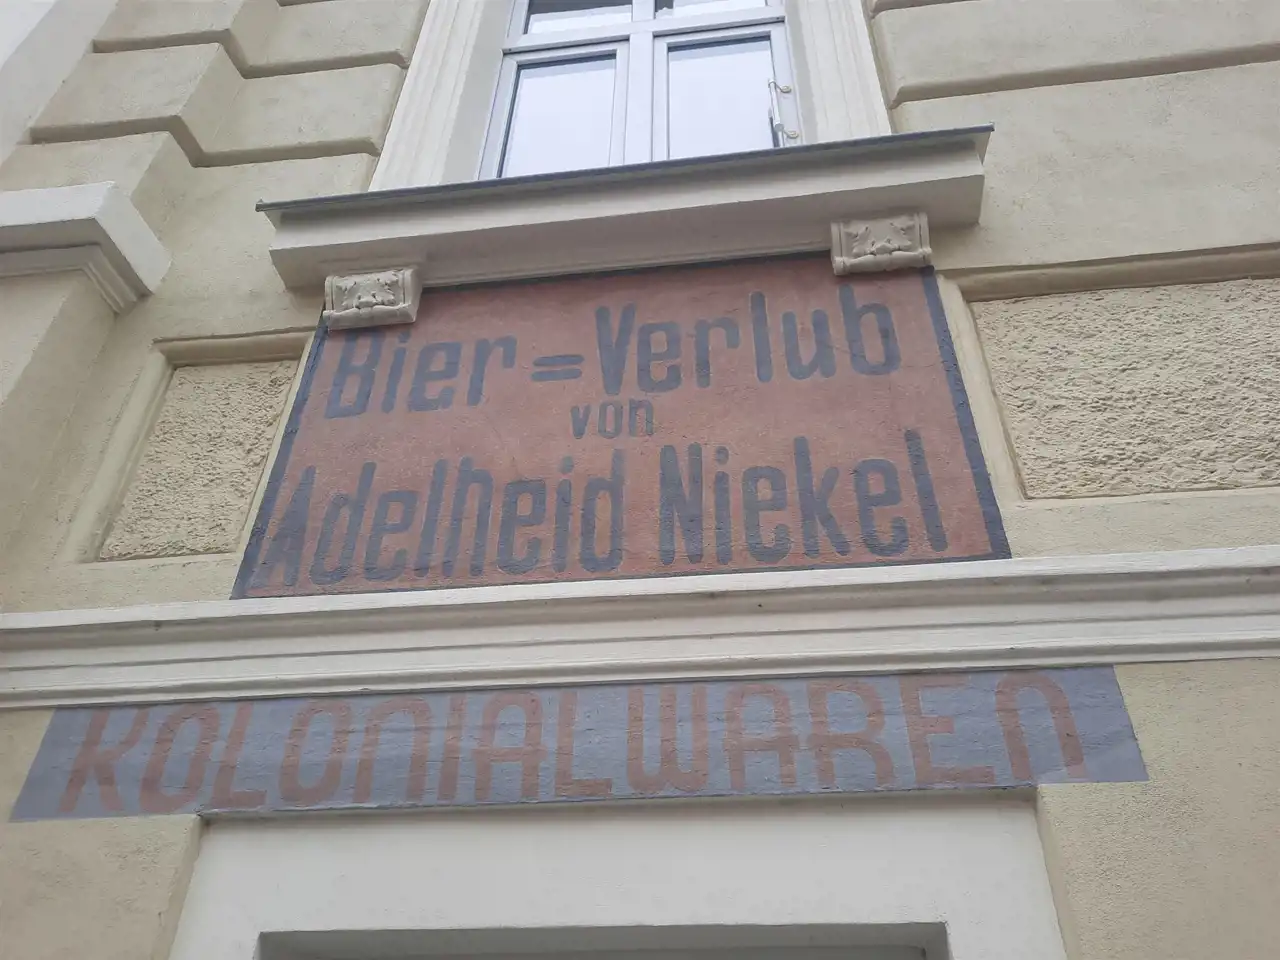 Bier=Verlub
von
Adelheid Niekel
KOLONIALWAREN